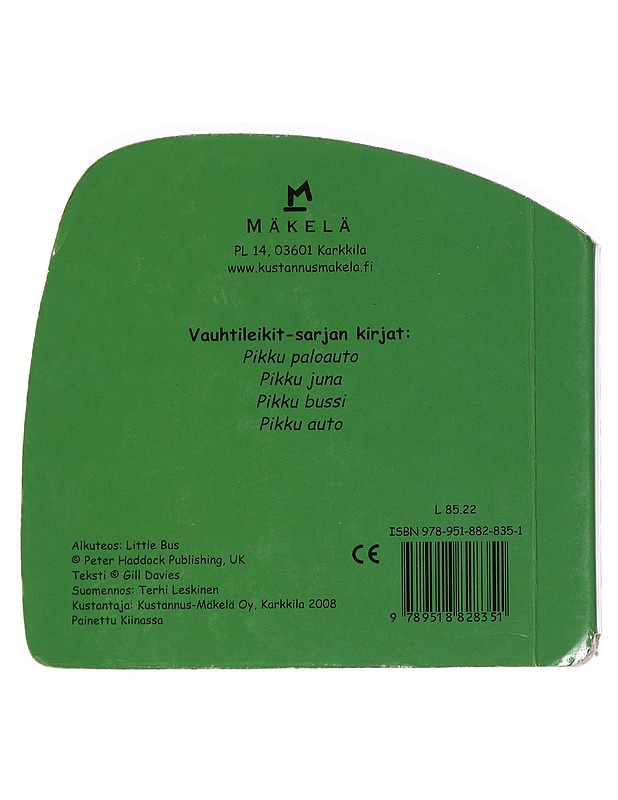 MÄKELÄ
PL 14, 03601 Karkkila
www.kustannusmakela.fi
Vauhtileikit-sarjan kirjat:
Pikku paloauto
Pikku juna
Pikku bussi
Pikku auto
L 85.22
ISBN 978-951-882-835-1
Alkuteos: Little Bus
© Peter Haddock Publishing, UK
Teksti © Gill Davies
Suomennos: Terhi Leskinen
Kustantaja: Kustannus-Mäkelä Oy, Karkkila 2008
Painettu Kiinassa
CE
9 789518 828351